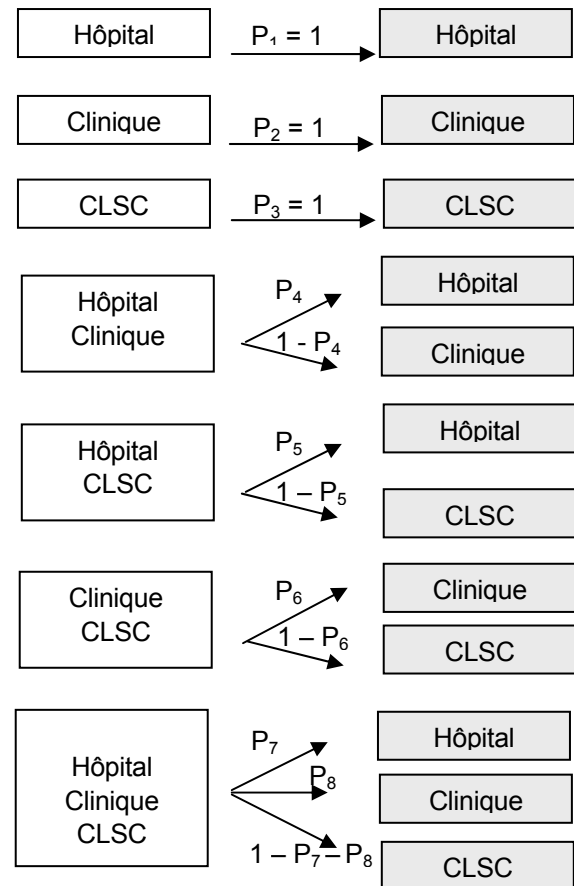 Hôpital P₁ = 1 Hôpital
Clinique P₂ = 1 Clinique
CLSC P₃ = 1 CLSC
Hôpital
Clinique
P₄
1 - P₄
Hôpital
Clinique
Hôpital
CLSC
P₅
1 – P₅
Hôpital
CLSC
Clinique
CLSC
P₆
1 – P₆
Clinique
CLSC
Hôpital
Clinique
CLSC
P₇
P₈
1 – P₇ – P₈
Hôpital
Clinique
CLSC